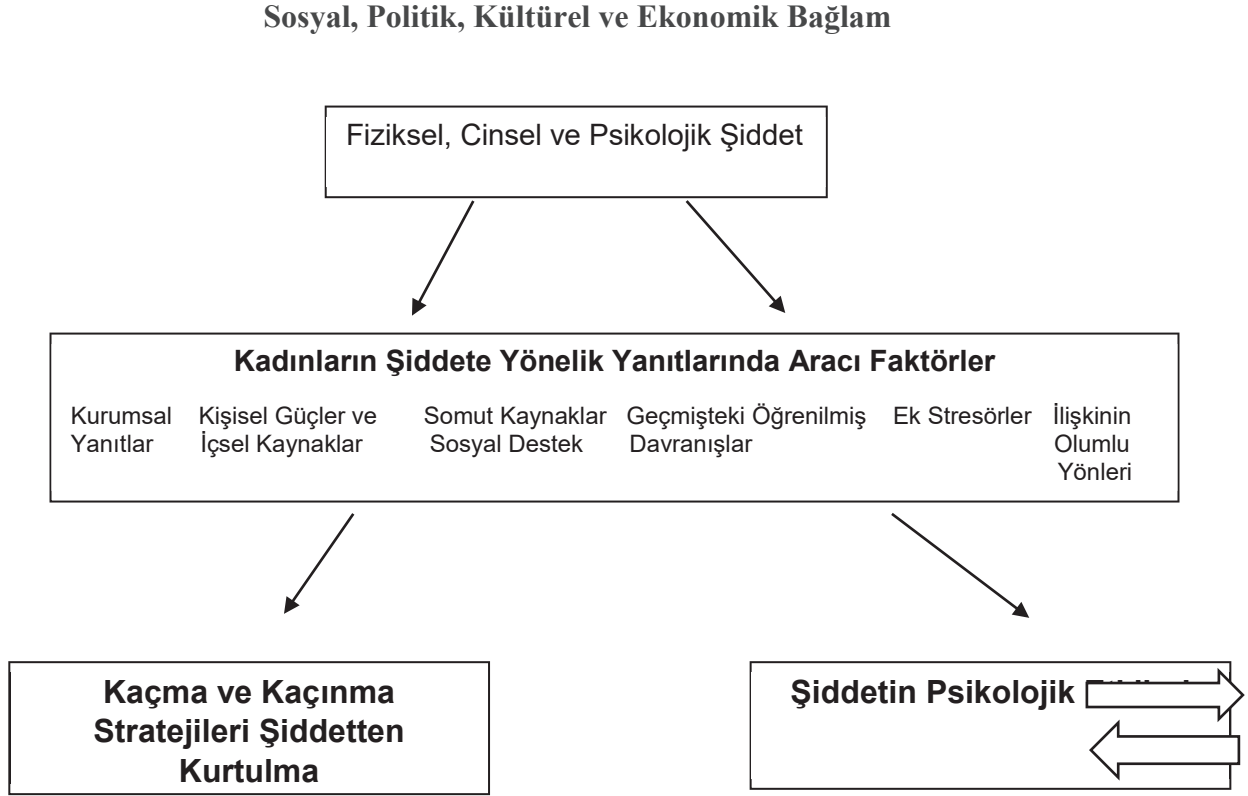 Sosyal, Politik, Kültürel ve Ekonomik Bağlam
Fiziksel, Cinsel ve Psikolojik Şiddet
Kadınların Şiddete Yönelik Yanıtlarında Aracı Faktörler
Kurumsal Kişisel Güçler ve Somut Kaynaklar Geçmişteki Öğrenilmiş Ek Stresörler İlişkinin
Yanıtlar İçsel Kaynaklar Sosyal Destek Davranışlar Olumlu
Yönleri
Kaçma ve Kaçınma
Stratejileri Şiddetten
Kurtulma
Şiddetin Psikolojik